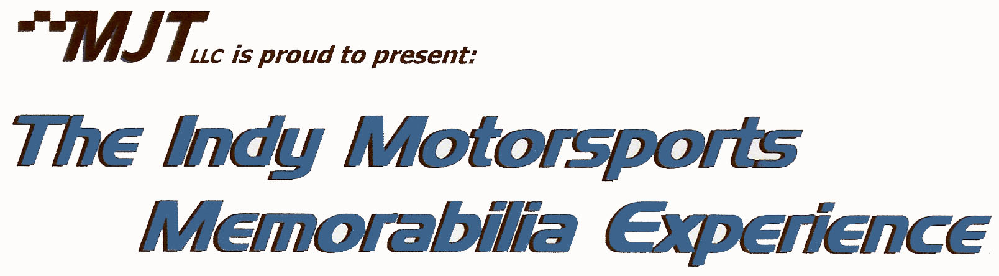 MJT LLC is proud to present:
The Indy Motorsports
Memorabilia Experience